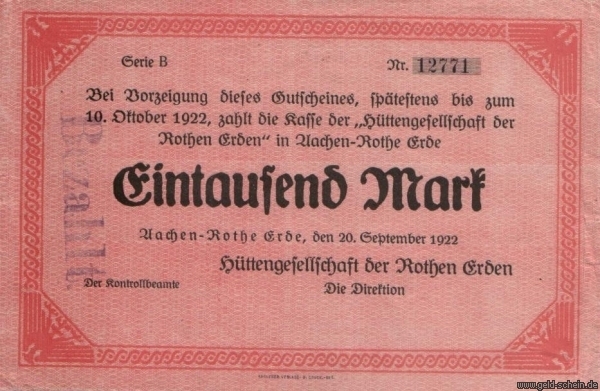 Serie B
Nr. 12771
Bei Vorzeigung dieses Gutscheines, spätestens bis zum
10. Oktober 1922, zahlt die Kasse der „Hüttengesellschaft der
Rothen Erden" in Aachen-Rothe Erde
Eintausend Mark
Aachen-Rothe Erde, den 20. September 1922
Hüttengesellschaft der Rothen Erden
Der Kontrollbeamte
Die Direktion
Bezahlt.
www.geld-schein.de